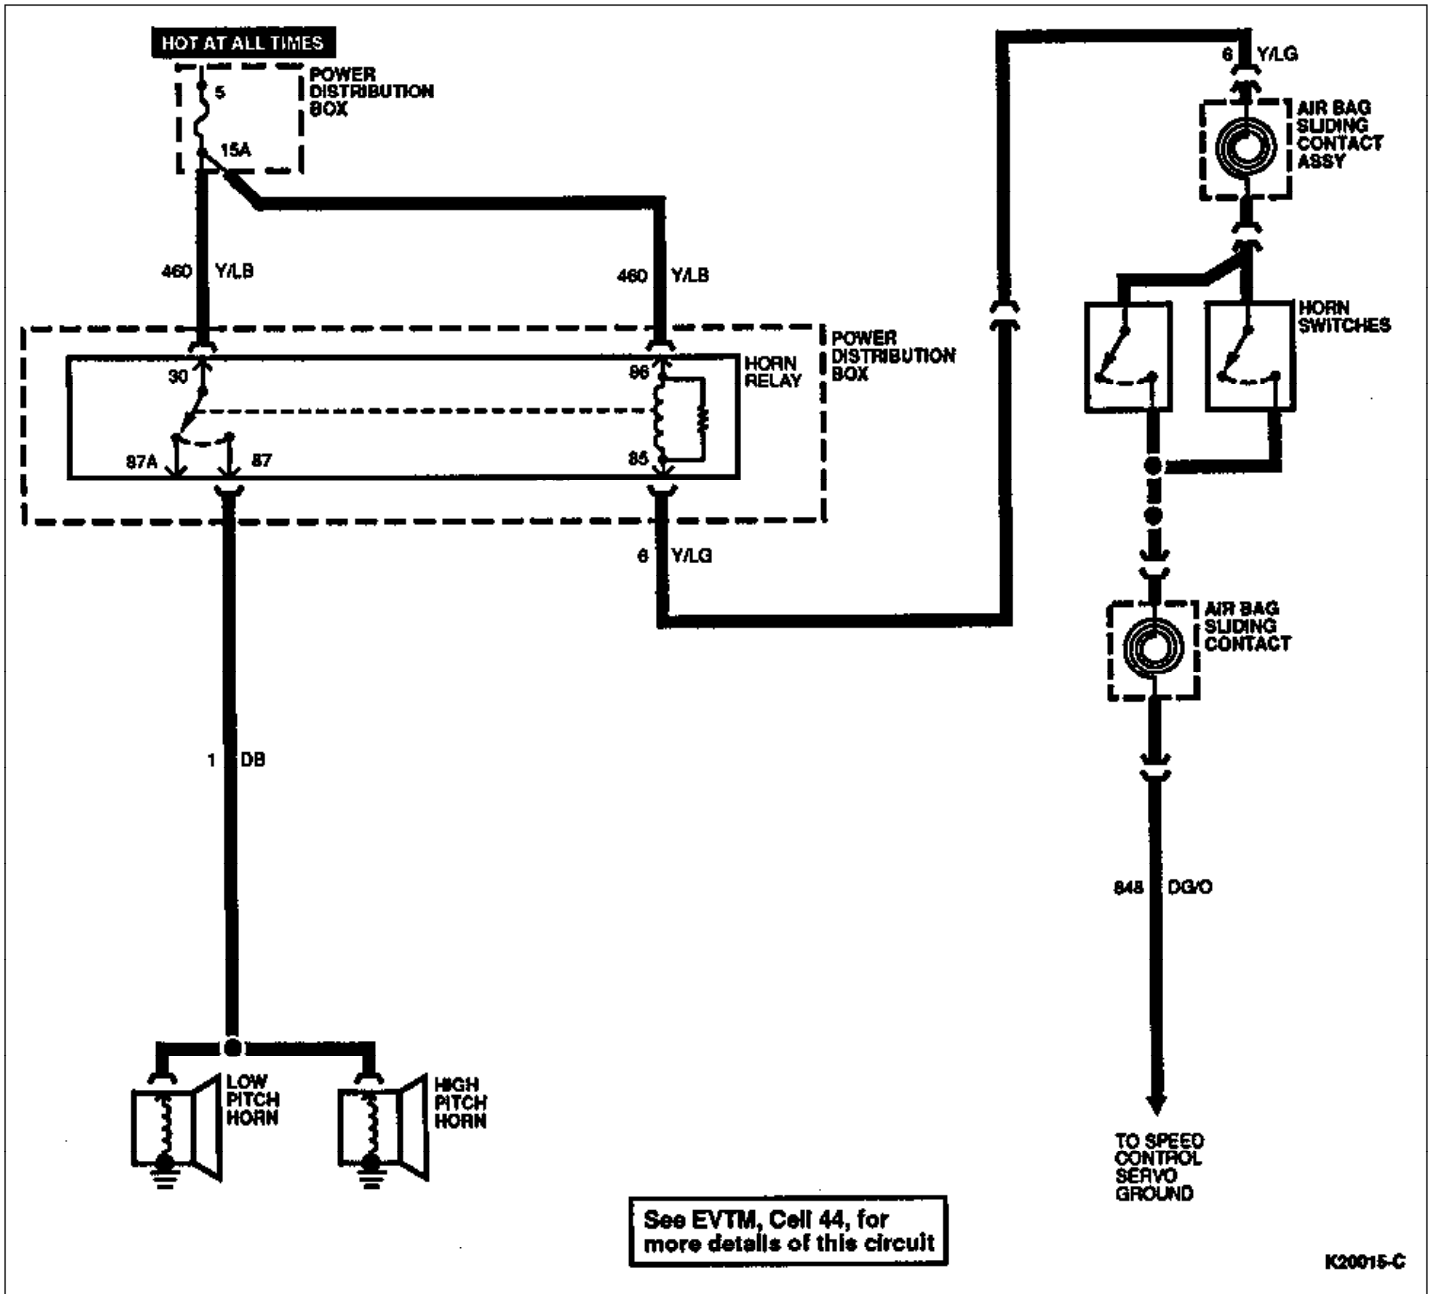 HOT AT ALL TIMES
5
15A
POWER
DISTRIBUTION
BOX
6
Y/LG
AIR BAG
SLIDING
CONTACT
ASSY
460
Y/LB
460
Y/LB
HORN
SWITCHES
POWER
DISTRIBUTION
BOX
30
86
HORN
RELAY
87A
87
85
6
Y/LG
AIR BAG
SLIDING
CONTACT
1
DB
848
DG/O
LOW
PITCH
HORN
HIGH
PITCH
HORN
TO SPEED
CONTROL
SERVO
GROUND
See EVTM, Cell 44, for
more details of this circuit
K20015-C